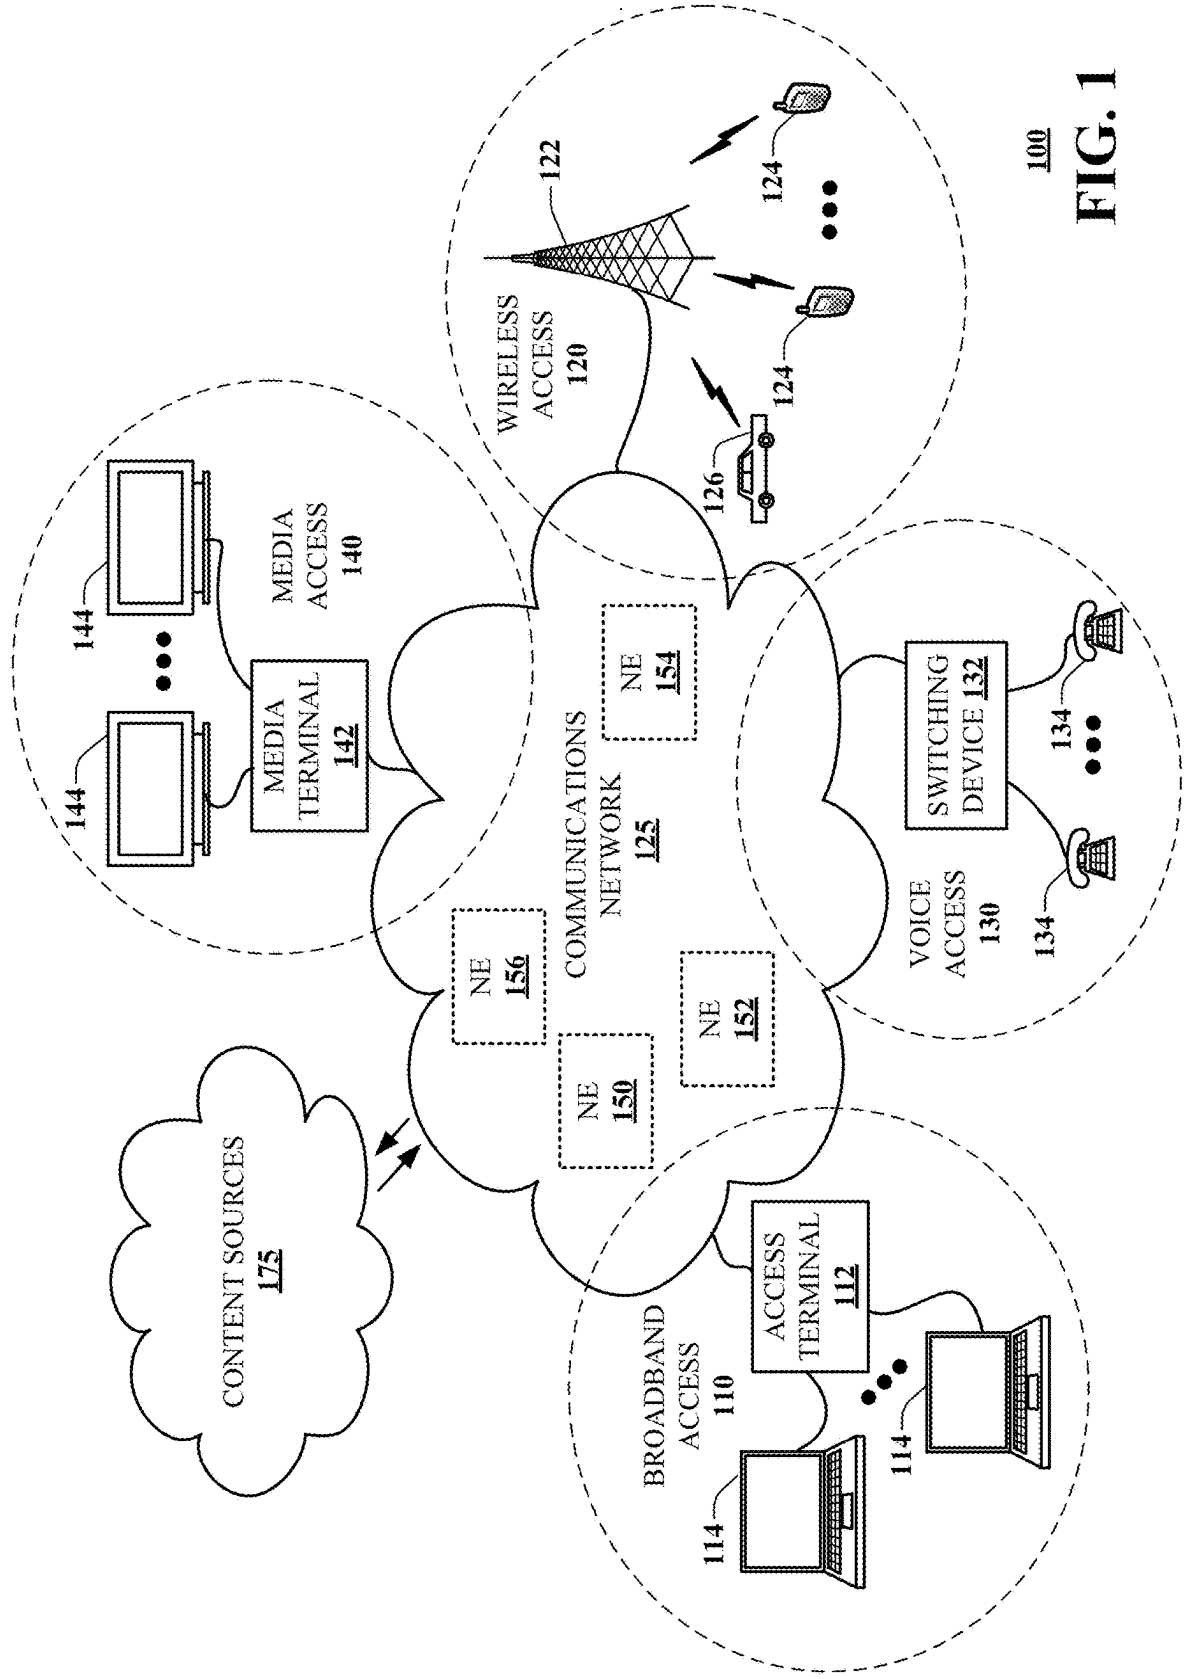 CONTENT SOURCES
175
144
144
MEDIA
TERMINAL
142
MEDIA
ACCESS
140
WIRELESS
ACCESS
120
122
124
124
126
NE
156
NE
150
NE
152
COMMUNICATIONS
NETWORK
125
NE
154
BROADBAND
ACCESS
110
ACCESS
TERMINAL
112
114
114
VOICE
ACCESS
130
SWITCHING
DEVICE 132
134
134
100
FIG. 1